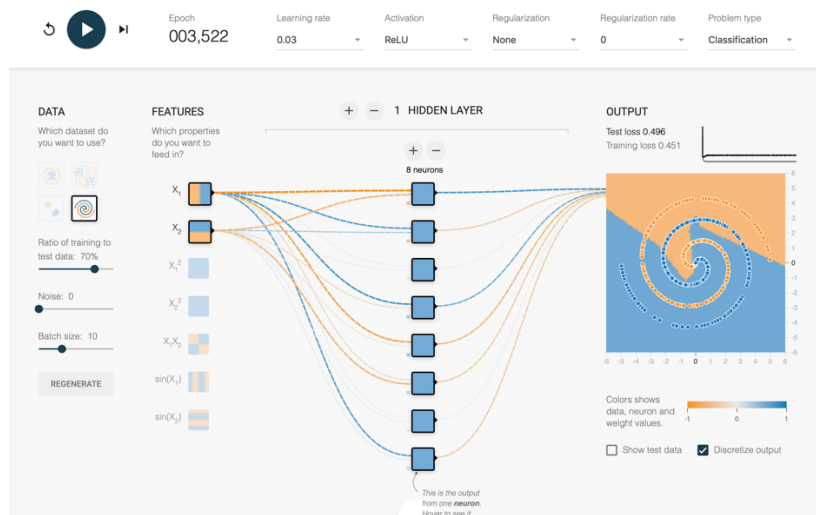 Epoch
003,522
Learning rate
0.03
Activation
ReLU
Regularization
None
Regularization rate
0
Problem type
Classification
DATA
Which dataset do
you want to use?
Ratio of training to
test data: 70%
Noise: 0
Batch size: 10
REGENERATE
FEATURES
Which properties
do you want to
feed in?
X₁
X₂
X₁²
X₂²
X₁X₂
sin(X₁)
sin(X₂)
+ − 1 HIDDEN LAYER
+ −
8 neurons
This is the output
from one neuron.
Hover to see it
OUTPUT
Test loss 0.496
Training loss 0.451
6
5
4
3
2
1
0
-1
-2
-3
-4
-5
-6
-6 -5 -4 -3 -2 -1 0 1 2 3 4 5 6
Colors shows
data, neuron and
weight values.
-1 0 1
Show test data
Discretize output